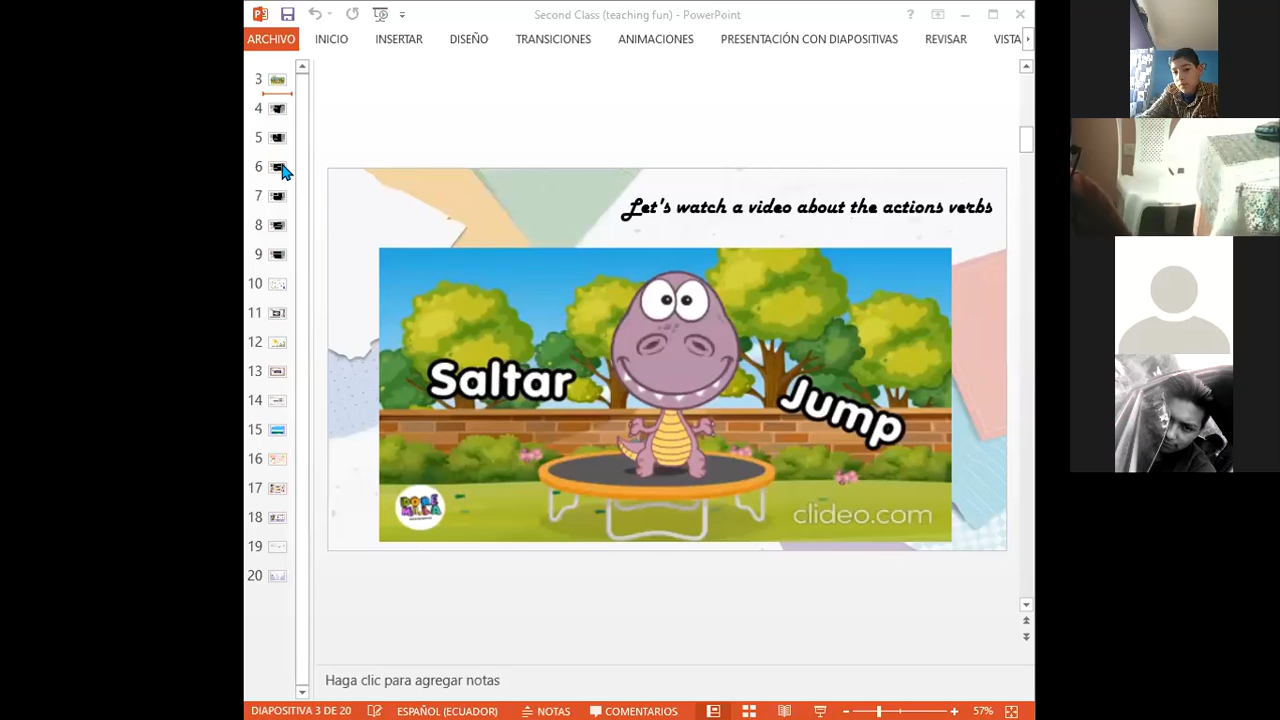 Second Class (teaching fun) - PowerPoint
ARCHIVO INICIO INSERTAR DISEÑO TRANSICIONES ANIMACIONES PRESENTACIÓN CON DIAPOSITIVAS REVISAR VISTA
3
4
5
6
7
8
9
10
11
12
13
14
15
16
17
18
19
20
Let's watch a video about the actions verbs
Saltar
Jump
clideo.com
Haga clic para agregar notas
DIAPOSITIVA 3 DE 20 ESPAÑOL (ECUADOR) NOTAS COMENTARIOS 57%